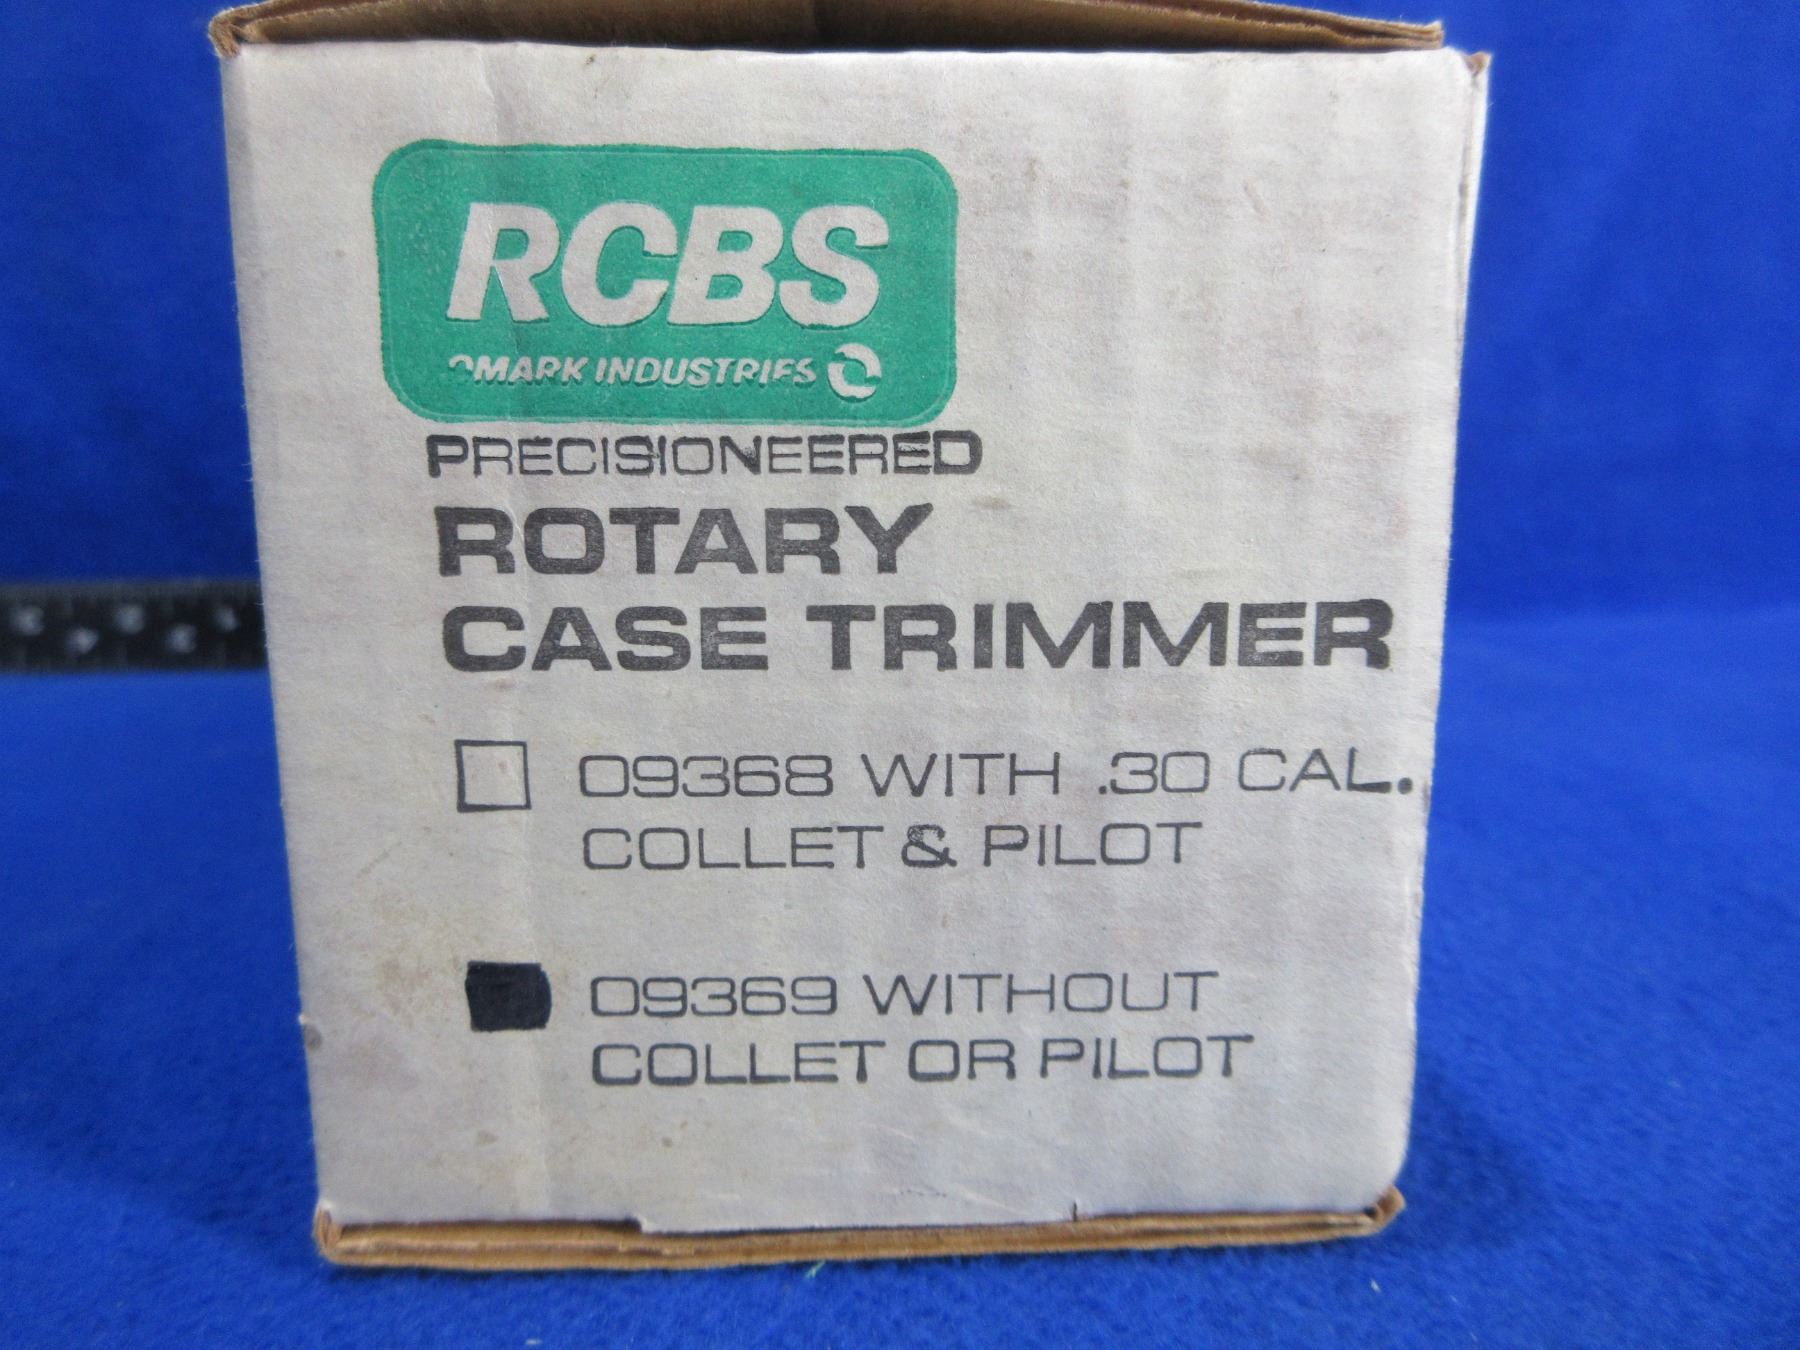 RCBS
OMARK INDUSTRIES
PRECISIONEERED
ROTARY
CASE TRIMMER
09368 WITH .30 CAL.
COLLET & PILOT
09369 WITHOUT
COLLET OR PILOT